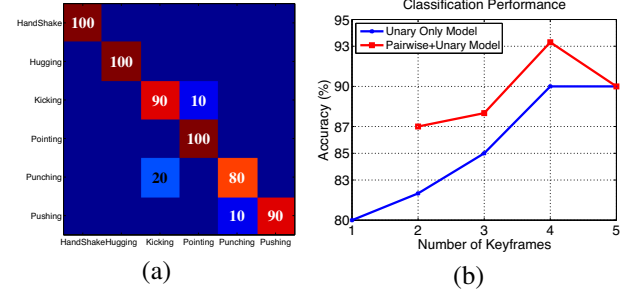 HandShake 100
Hugging 100
Kicking 90 10
Pointing 100
Punching 20 80
Pushing 10 90
HandShake Hugging Kicking Pointing Punching Pushing
(a)
Classification Performance
95
93
90
87
85
83
80
Accuracy (%)
Unary Only Model
Pairwise+Unary Model
1 2 3 4 5
Number of Keyframes
(b)